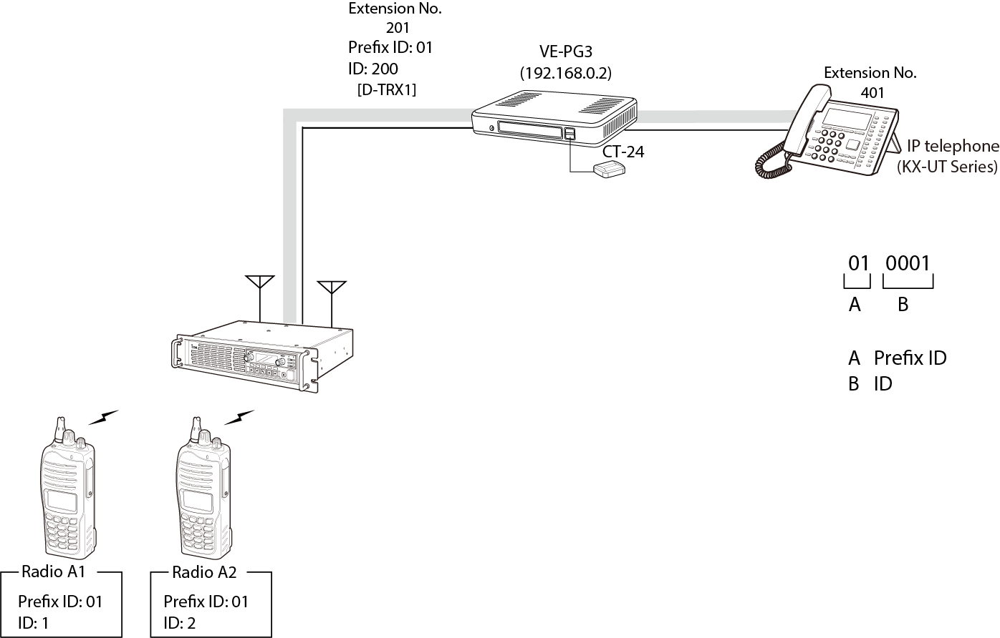 Extension No.
201
Prefix ID: 01
ID: 200
[D-TRX1]
VE-PG3
(192.168.0.2)
Extension No.
401
CT-24
IP telephone
(KX-UT Series)
01 0001
A B
A Prefix ID
B ID
ICOM
Radio A1
Prefix ID: 01
ID: 1
Radio A2
Prefix ID: 01
ID: 2